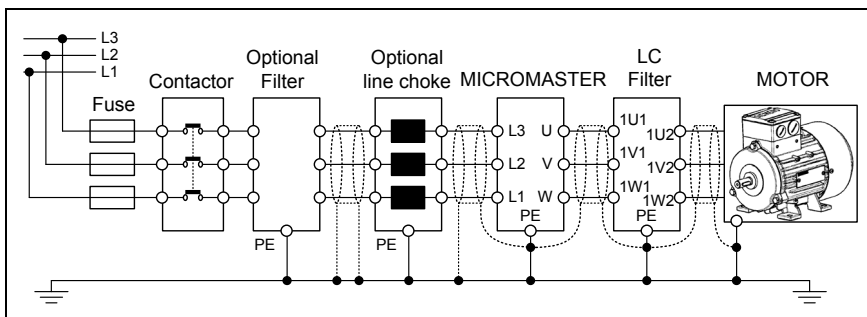 L3
L2
L1
Fuse
Contactor
Optional
Filter
Optional
line choke
MICROMASTER
LC
Filter
MOTOR
L3 U 1U1 1U2
L2 V 1V1 1V2
L1 W 1W1 1W2
PE PE PE PE